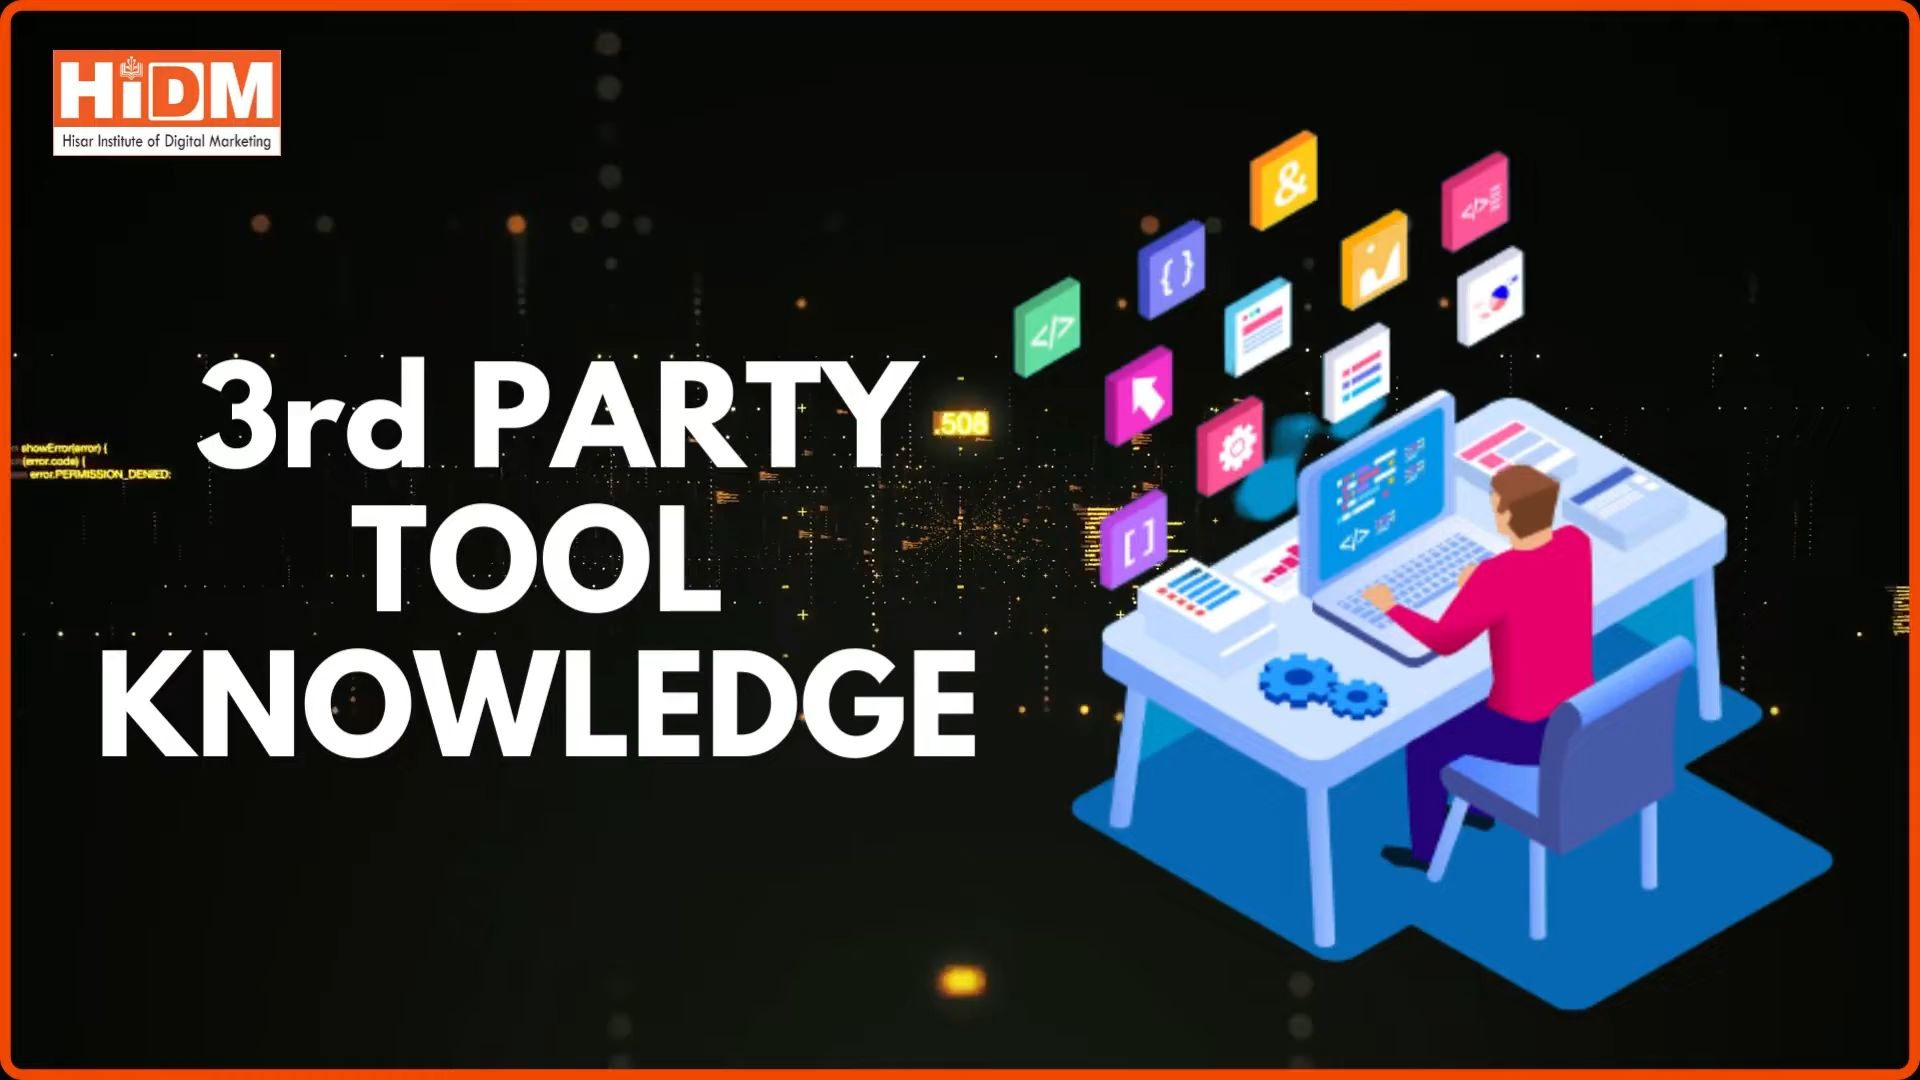 HiDM
Hisar Institute of Digital Marketing
3rd PARTY
TOOL
KNOWLEDGE
.508
showError(error) {
(error.code) {
error.PERMISSION_DENIED:
&
</>
{ }
</>
[ ]
</>